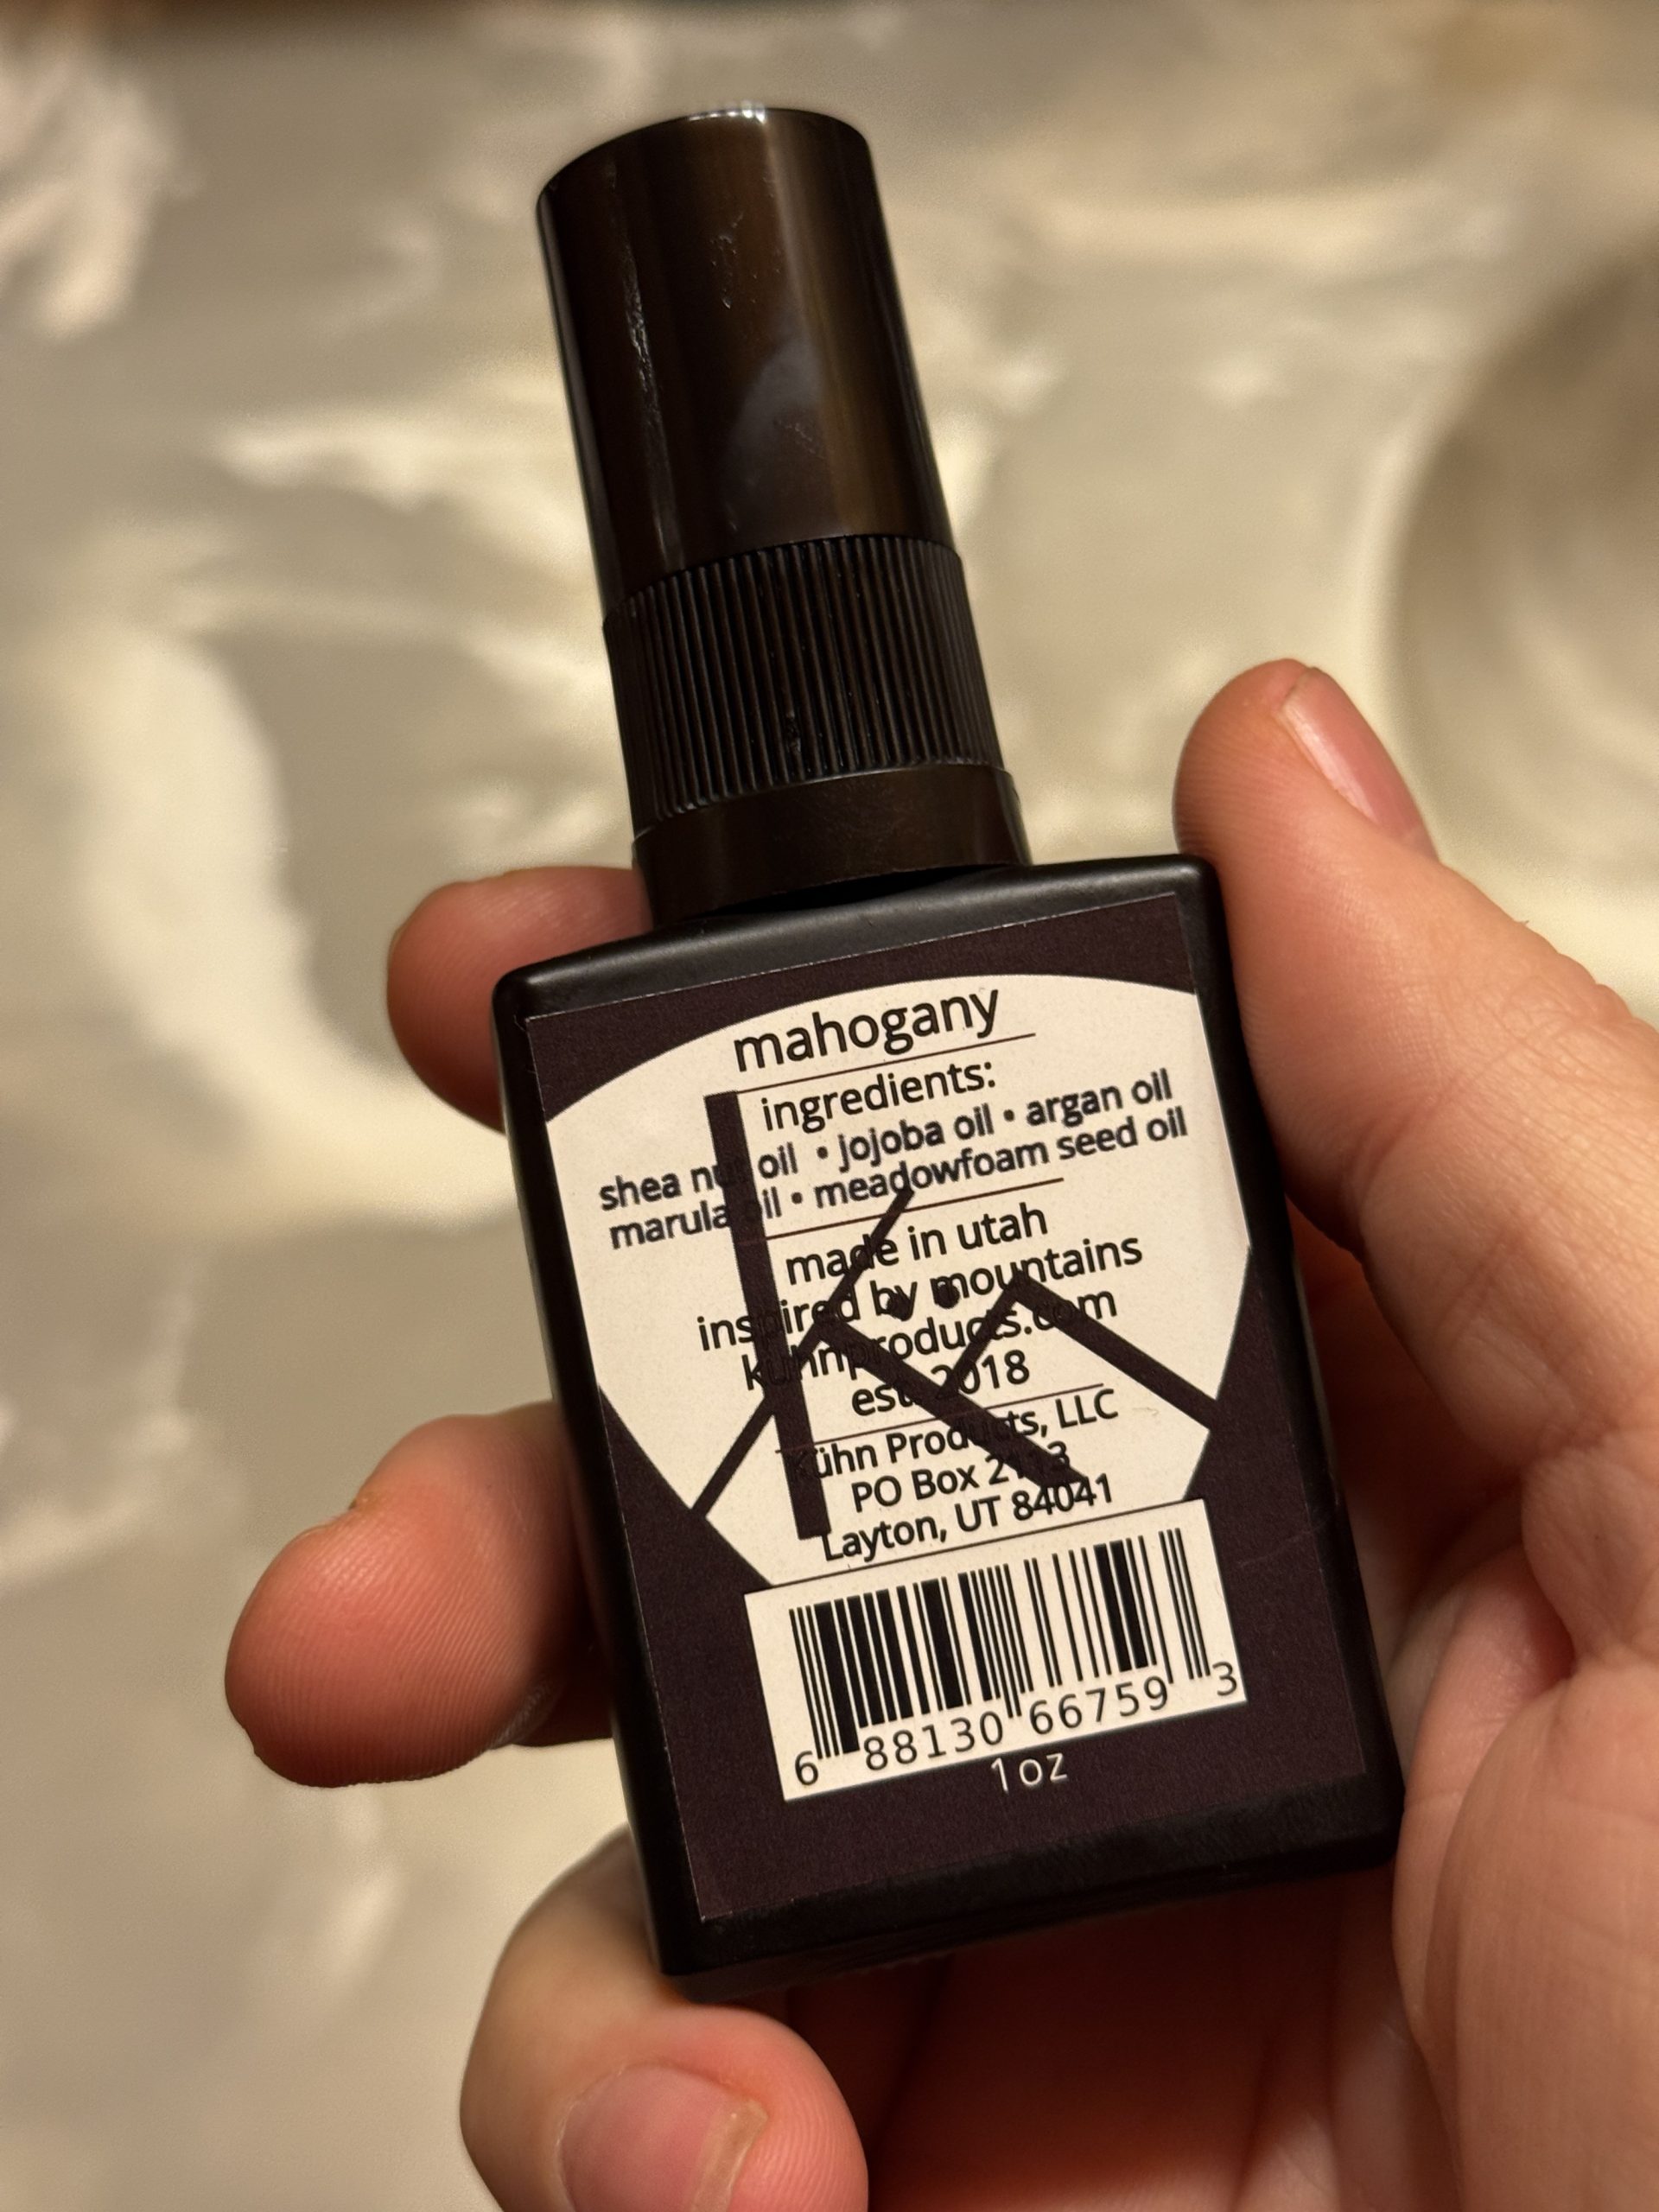 mahogany
ingredients:
shea nut oil • jojoba oil • argan oil
marula oil • meadowfoam seed oil
made in utah
inspired by mountains
kuhnproducts.com
est. 2018
Kühn Products, LLC
PO Box
Layton, UT 84041
6 88130 66759 3
1oz